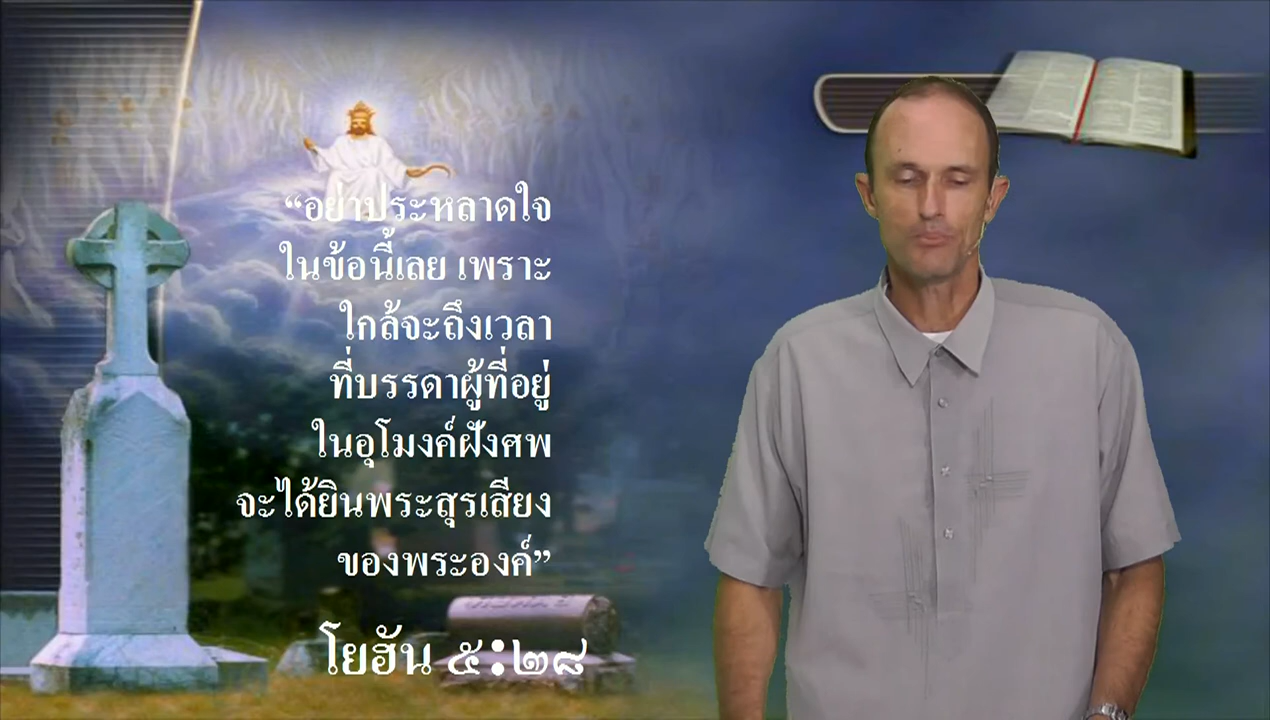 “อย่าประหลาดใจ
ในข้อนี้เลย เพราะ
ใกล้จะถึงเวลา
ที่บรรดาผู้ที่อยู่
ในอุโมงค์ฝังศพ
จะได้ยินพระสุรเสียง
ของพระองค์”
โยฮัน ๕:๒๘